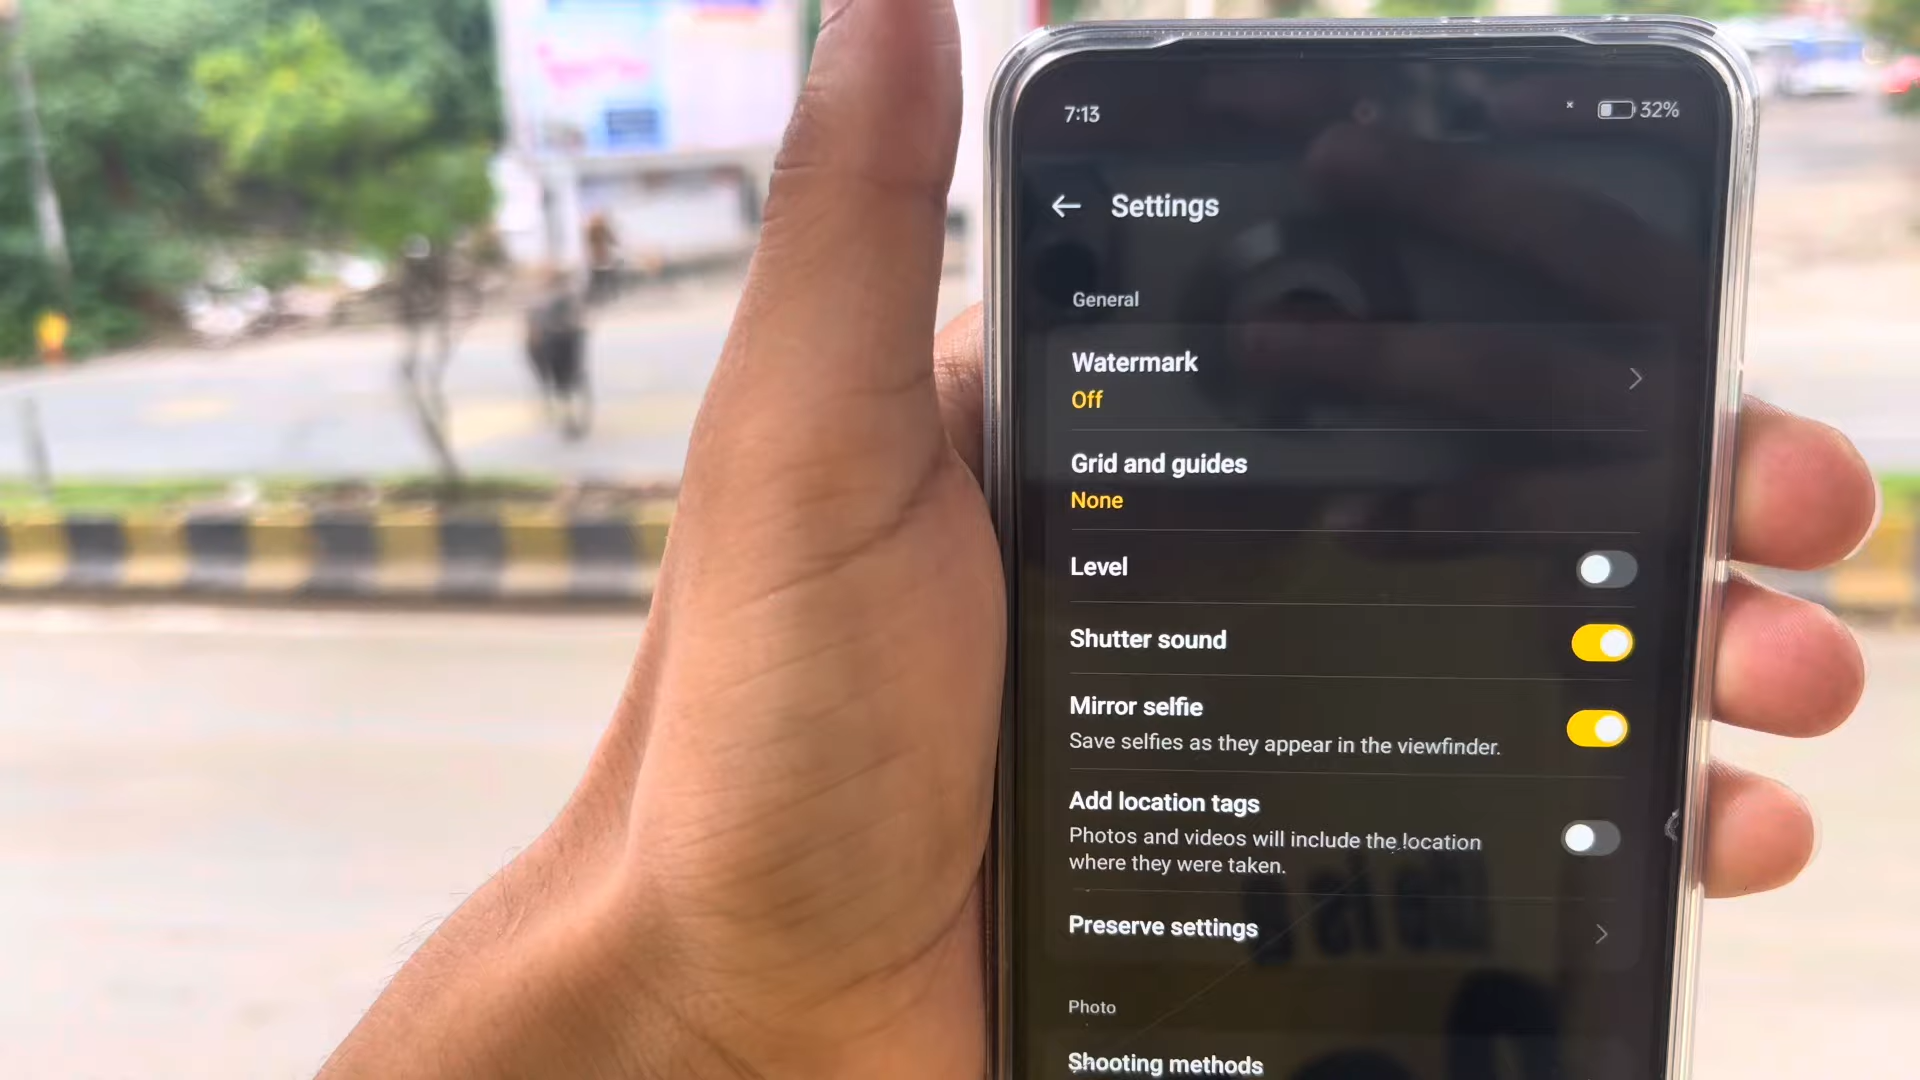 7:13
32%
Settings
General
Watermark
Off
Grid and guides
None
Level
Shutter sound
Mirror selfie
Save selfies as they appear in the viewfinder.
Add location tags
Photos and videos will include the location
where they were taken.
Preserve settings
Photo
Shooting methods